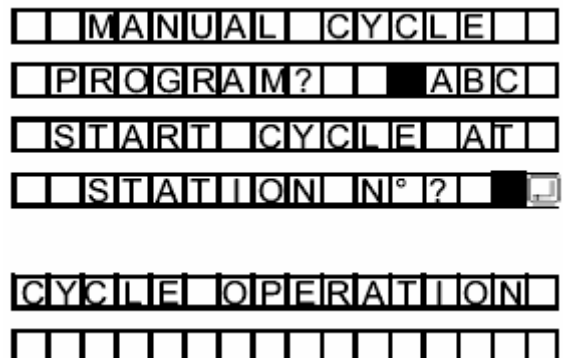 MANUAL CYCLE
PROGRAM? ABC
START CYCLE AT
STATION N° ?
CYCLE OPERATION